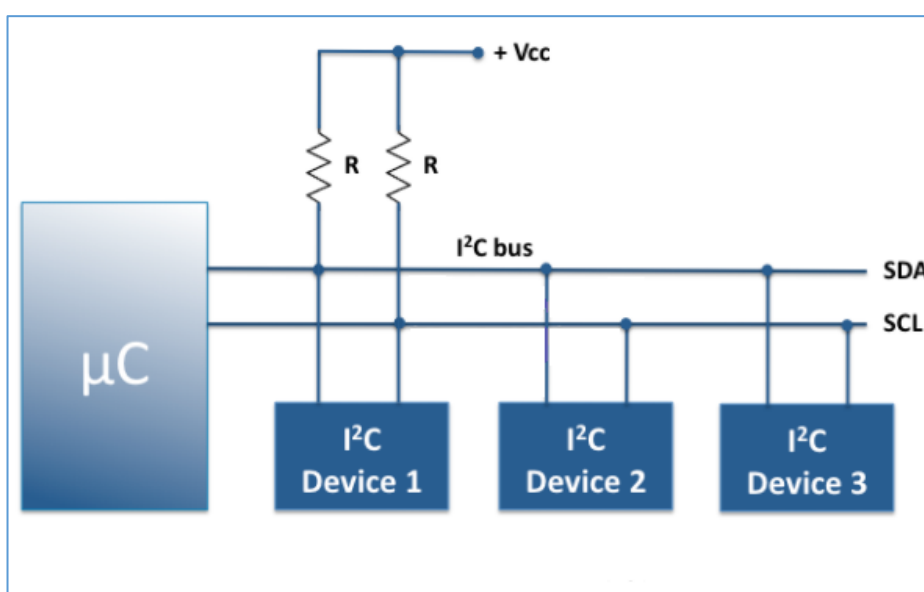 + Vcc
R
R
I²C bus
SDA
SCL
µC
I²C
Device 1
I²C
Device 2
I²C
Device 3